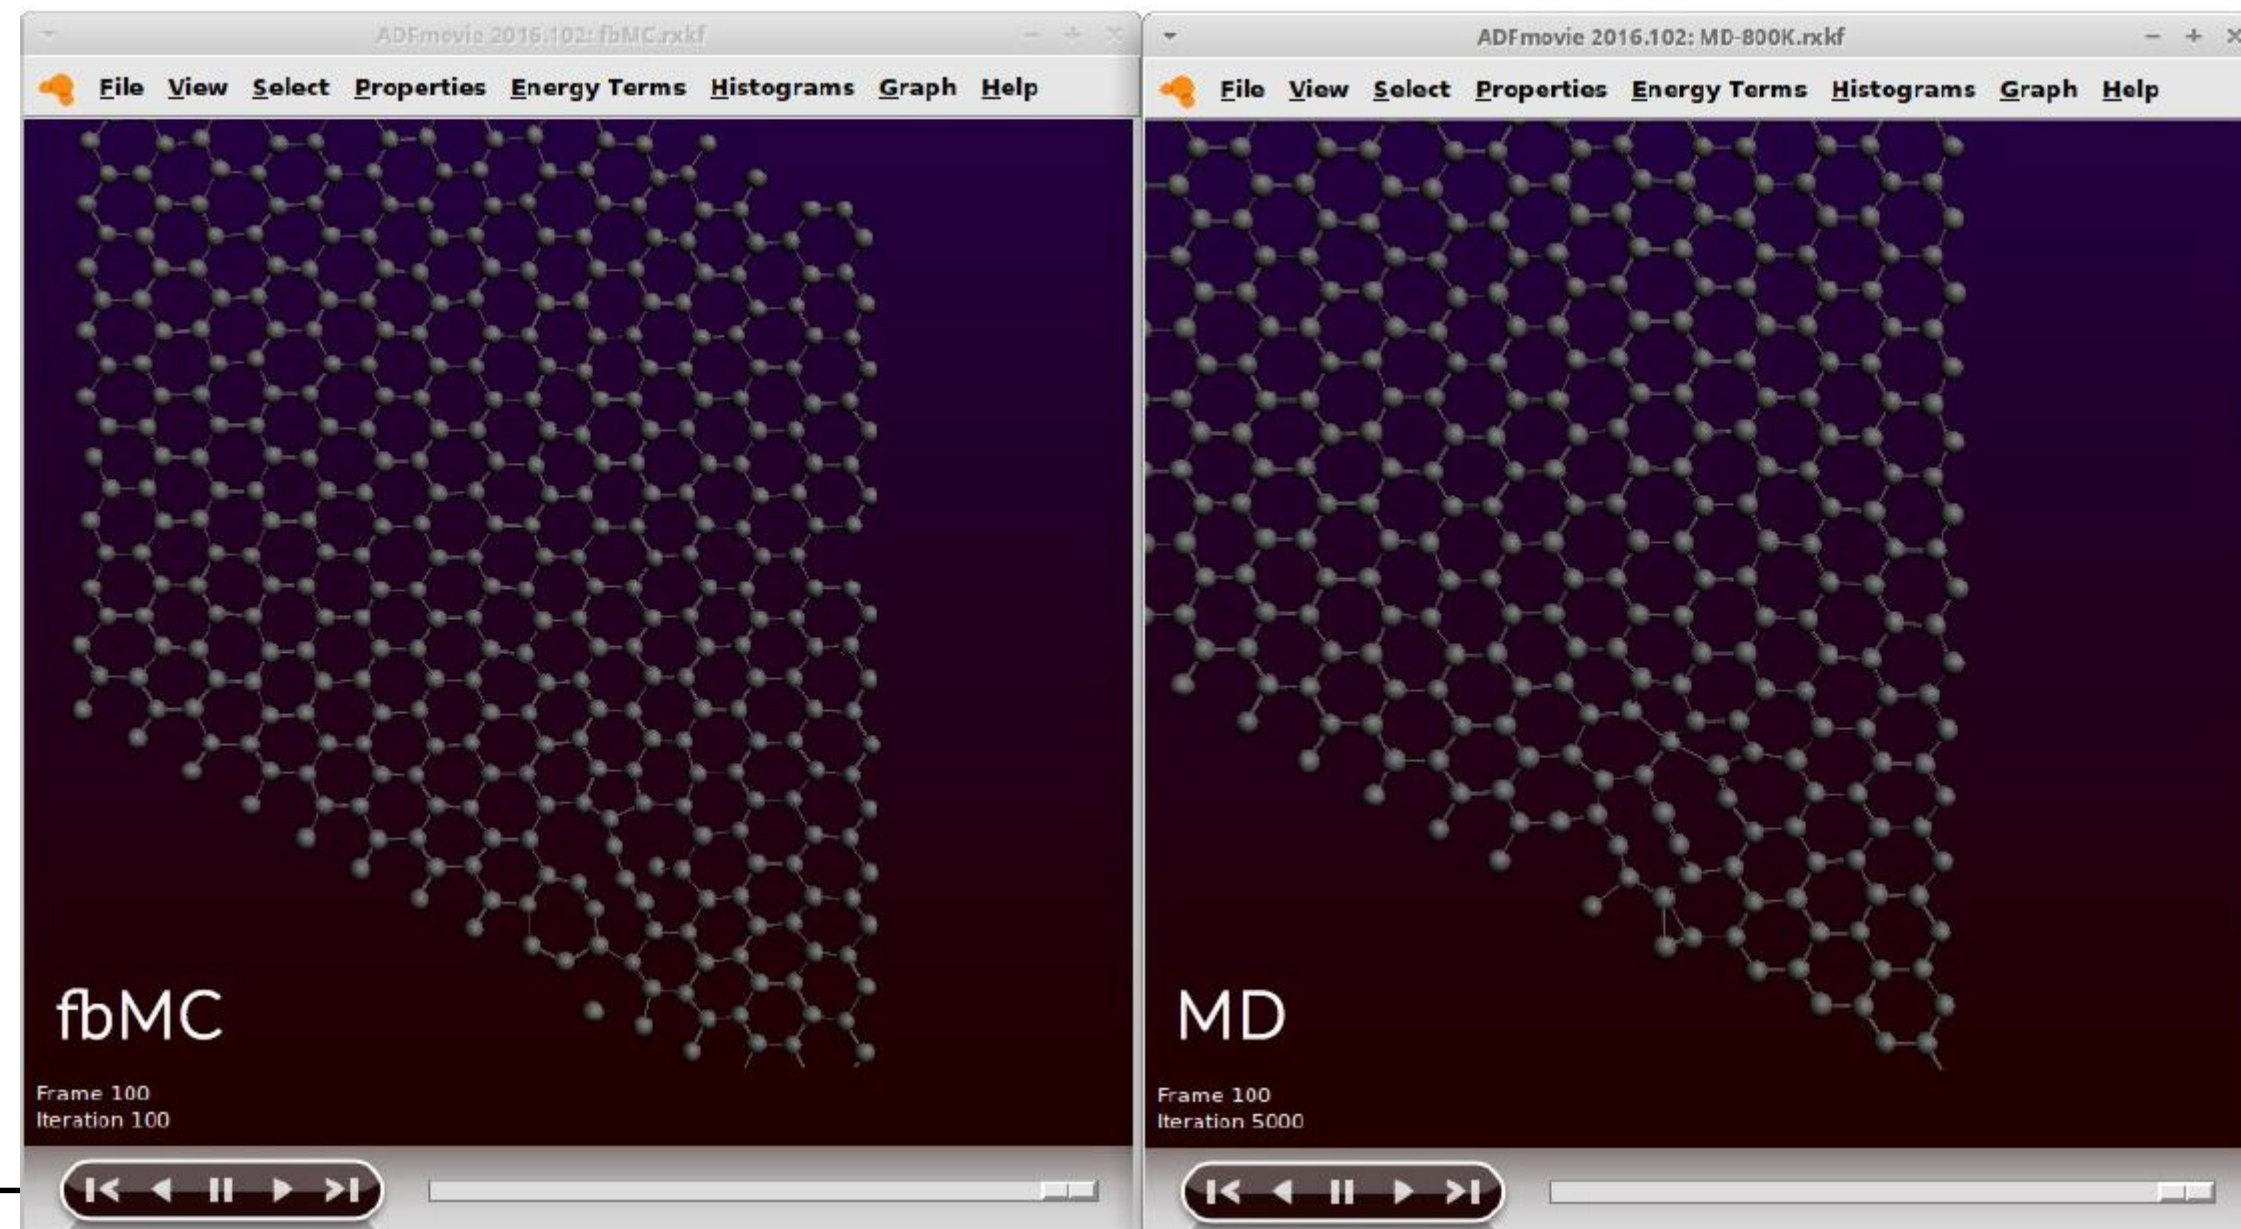 ADFmovie 2016.102: fbMC.rxkf
File View Select Properties Energy Terms Histograms Graph Help
fbMC
Frame 100
Iteration 100
ADFmovie 2016.102: MD-800K.rxkf
File View Select Properties Energy Terms Histograms Graph Help
MD
Frame 100
Iteration 5000